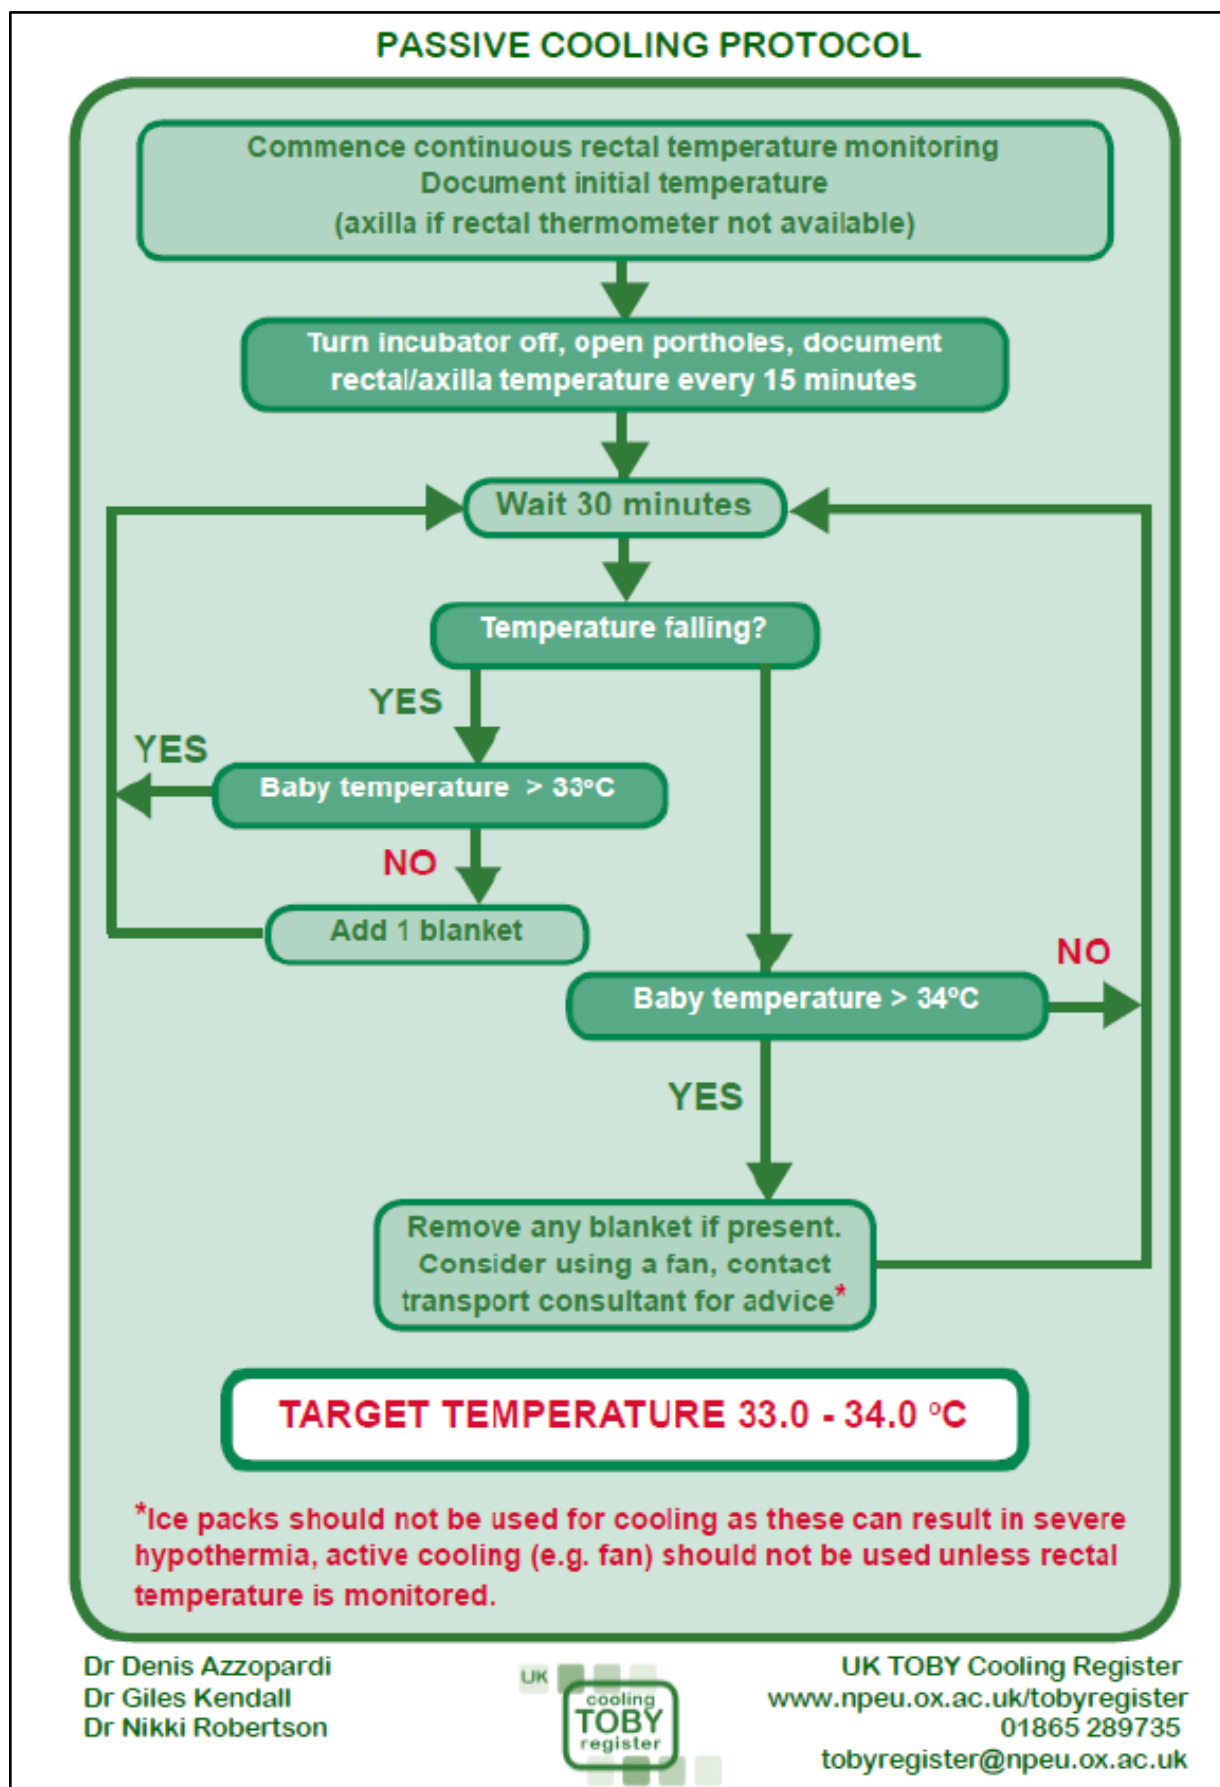 PASSIVE COOLING PROTOCOL
Commence continuous rectal temperature monitoring
Document initial temperature
(axilla if rectal thermometer not available)
Turn incubator off, open portholes, document
rectal/axilla temperature every 15 minutes
Wait 30 minutes
Temperature falling?
YES
YES
Baby temperature > 33ºC
NO
Add 1 blanket
NO
Baby temperature > 34ºC
YES
Remove any blanket if present.
Consider using a fan, contact
transport consultant for advice*
TARGET TEMPERATURE 33.0 - 34.0 ºC
*Ice packs should not be used for cooling as these can result in severe
hypothermia, active cooling (e.g. fan) should not be used unless rectal
temperature is monitored.
Dr Denis Azzopardi
Dr Giles Kendall
Dr Nikki Robertson
UK
cooling
TOBY
register
UK TOBY Cooling Register
www.npeu.ox.ac.uk/tobyregister
01865 289735
tobyregister@npeu.ox.ac.uk